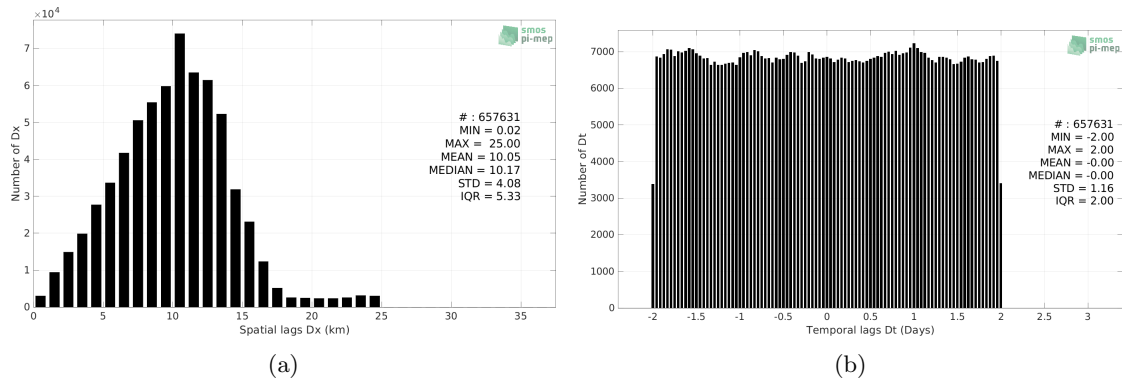 ×10⁴
smos
pi-mep
7
6
5
4
3
2
1
0
Number of Dx
# : 657631
MIN = 0.02
MAX = 25.00
MEAN = 10.05
MEDIAN = 10.17
STD = 4.08
IQR = 5.33
0 5 10 15 20 25 30 35
Spatial lags Dx (km)
(a)
smos
pi-mep
7000
6000
5000
4000
3000
2000
1000
0
Number of Dt
# : 657631
MIN = -2.00
MAX = 2.00
MEAN = -0.00
MEDIAN = -0.00
STD = 1.16
IQR = 2.00
-2 -1.5 -1 -0.5 0 0.5 1 1.5 2 2.5 3
Temporal lags Dt (Days)
(b)